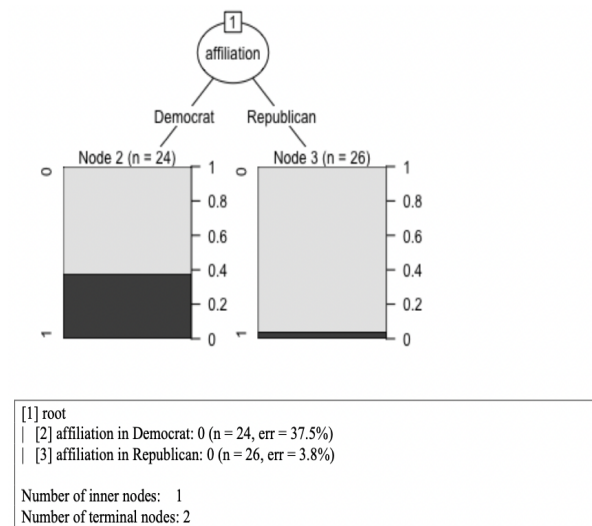 1
affiliation
Democrat Republican
Node 2 (n = 24) Node 3 (n = 26)
0 1 0 1
0.8 0.8
0.6 0.6
0.4 0.4
0.2 0.2
1 0 1 0
[1] root
| [2] affiliation in Democrat: 0 (n = 24, err = 37.5%)
| [3] affiliation in Republican: 0 (n = 26, err = 3.8%)
Number of inner nodes: 1
Number of terminal nodes: 2